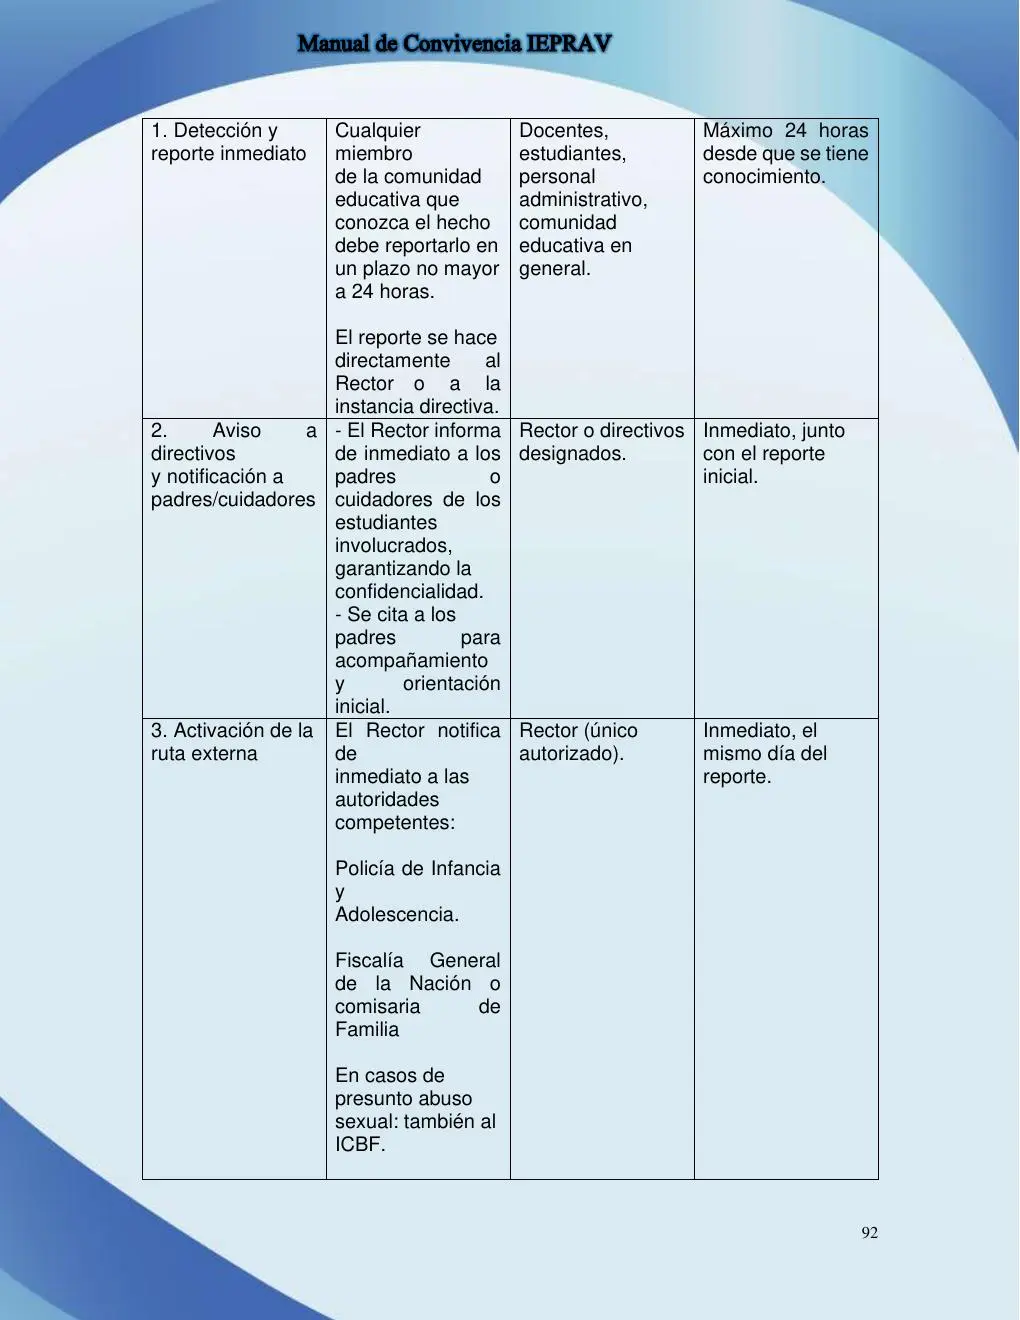 Manual de Convivencia IEPRAV
1. Detección y
reporte inmediato
Cualquier
miembro
de la comunidad
educativa que
conozca el hecho
debe reportarlo en
un plazo no mayor
a 24 horas.
El reporte se hace
directamente al
Rector o a la
instancia directiva.
Docentes,
estudiantes,
personal
administrativo,
comunidad
educativa en
general.
Máximo 24 horas
desde que se tiene
conocimiento.
2. Aviso a
directivos
y notificación a
padres/cuidadores
- El Rector informa
de inmediato a los
padres o
cuidadores de los
estudiantes
involucrados,
garantizando la
confidencialidad.
- Se cita a los
padres para
acompañamiento
y orientación
inicial.
Rector o directivos
designados.
Inmediato, junto
con el reporte
inicial.
3. Activación de la
ruta externa
El Rector notifica
de
inmediato a las
autoridades
competentes:
Policía de Infancia
y
Adolescencia.
Fiscalía General
de la Nación o
comisaria de
Familia
En casos de
presunto abuso
sexual: también al
ICBF.
Rector (único
autorizado).
Inmediato, el
mismo día del
reporte.
92